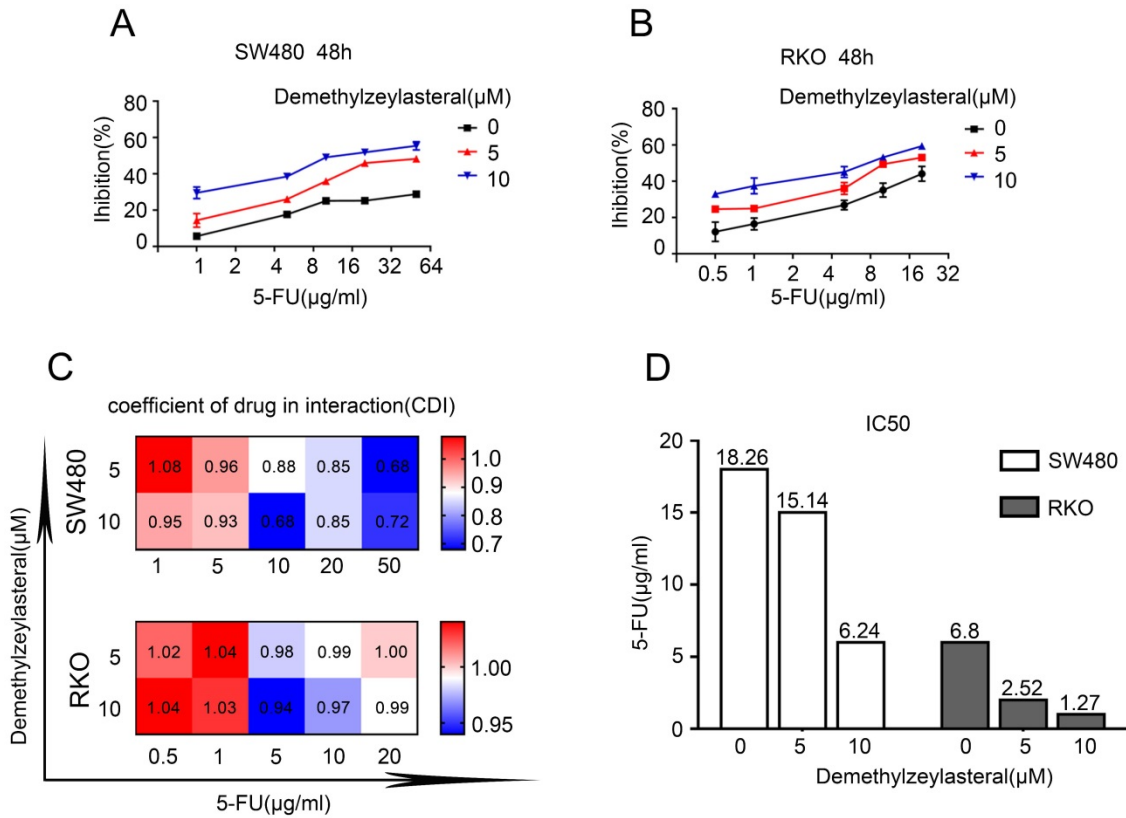 A
SW480 48h
Demethylzeylasteral(μM)
0
5
10
Ihibition(%)
80
60
40
20
0
1 2 4 8 16 32 64
5-FU(μg/ml)
B
RKO 48h
Demethylzeylasteral(μM)
0
5
10
Ihibition(%)
80
60
40
20
0
0.5 1 2 4 8 16 32
5-FU(μg/ml)
C
coefficient of drug in interaction(CDI)
Demethylzeylasteral(μM)
SW480
5 1.08 0.96 0.88 0.85 0.68
10 0.95 0.93 0.68 0.85 0.72
1 5 10 20 50
1.0
0.9
0.8
0.7
RKO
5 1.02 1.04 0.98 0.99 1.00
10 1.04 1.03 0.94 0.97 0.99
0.5 1 5 10 20
1.00
0.95
5-FU(μg/ml)
D
IC50
SW480
RKO
5-FU(μg/ml)
20
15
10
5
0
18.26 15.14 6.24 6.8 2.52 1.27
0 5 10 0 5 10
Demethylzeylasteral(μM)